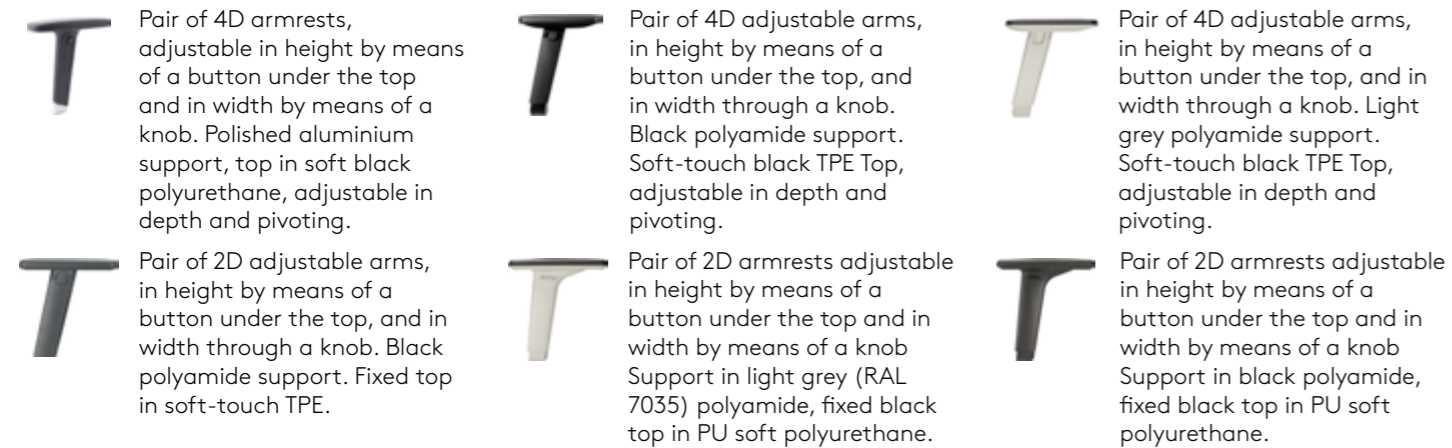 Pair of 4D armrests,
adjustable in height by means
of a button under the top
and in width by means of a
knob. Polished aluminium
support, top in soft black
polyurethane, adjustable in
depth and pivoting.
Pair of 4D adjustable arms,
in height by means of a
button under the top, and
in width through a knob.
Black polyamide support.
Soft-touch black TPE Top,
adjustable in depth and
pivoting.
Pair of 4D adjustable arms,
in height by means of a
button under the top, and in
width through a knob. Light
grey polyamide support.
Soft-touch black TPE Top,
adjustable in depth and
pivoting.
Pair of 2D adjustable arms,
in height by means of a
button under the top, and in
width through a knob. Black
polyamide support. Fixed top
in soft-touch TPE.
Pair of 2D armrests adjustable
in height by means of a
button under the top and in
width by means of a knob
Support in light grey (RAL
7035) polyamide, fixed black
top in PU soft polyurethane.
Pair of 2D armrests adjustable
in height by means of a
button under the top and in
width by means of a knob
Support in black polyamide,
fixed black top in PU soft
polyurethane.